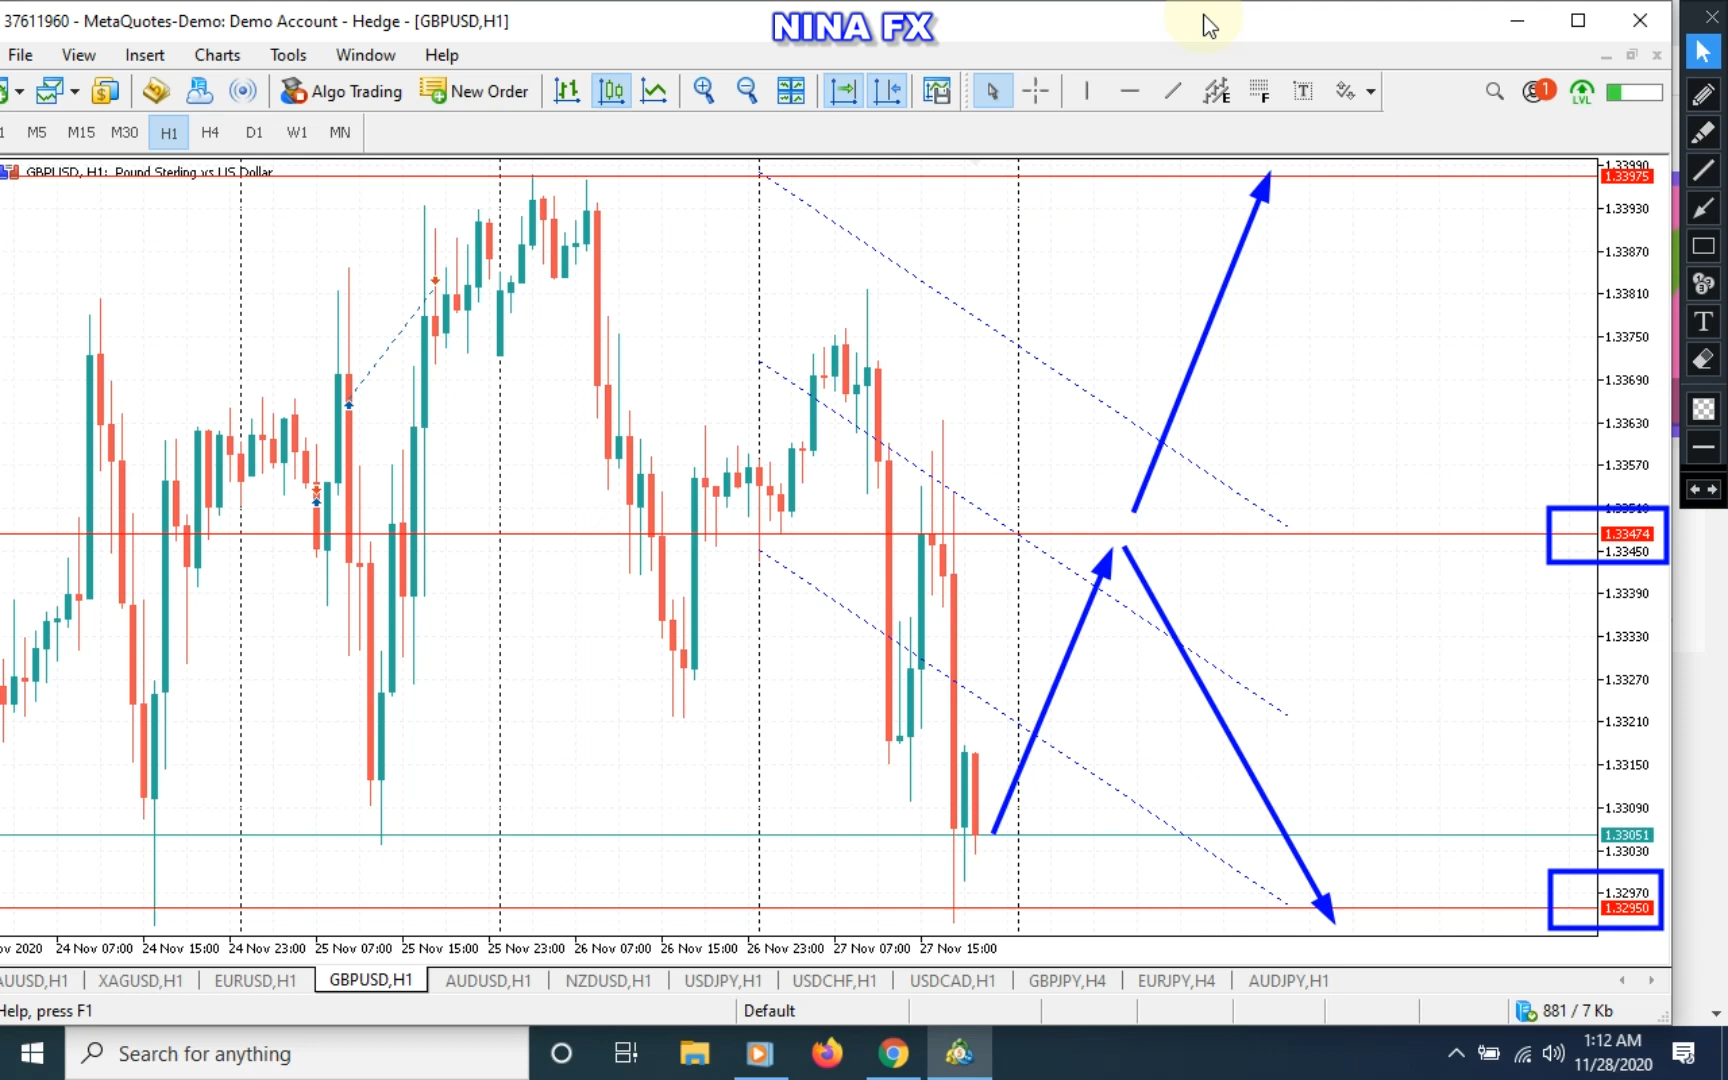 37611960 - MetaQuotes-Demo: Demo Account - Hedge - [GBPUSD,H1]
NINA FX
File View Insert Charts Tools Window Help
Algo Trading New Order
E F T 1 LVL
M5 M15 M30 H1 H4 D1 W1 MN
GBPUSD, H1: Pound Sterling vs US Dollar
1.33990
1.33975
1.33930
1.33870
1.33810
1.33750
1.33690
1.33630
1.33570
1.33510
1.33474
1.33450
1.33390
1.33330
1.33270
1.33210
1.33150
1.33090
1.33051
1.33030
1.32970
1.32950
ov 2020 24 Nov 07:00 24 Nov 15:00 24 Nov 23:00 25 Nov 07:00 25 Nov 15:00 25 Nov 23:00 26 Nov 07:00 26 Nov 15:00 26 Nov 23:00 27 Nov 07:00 27 Nov 15:00
AUUSD,H1 XAGUSD,H1 EURUSD,H1 GBPUSD,H1 AUDUSD,H1 NZDUSD,H1 USDJPY,H1 USDCHF,H1 USDCAD,H1 GBPJPY,H4 EURJPY,H4 AUDJPY,H1
Help, press F1 Default 881 / 7 Kb
Search for anything
1:12 AM
11/28/2020